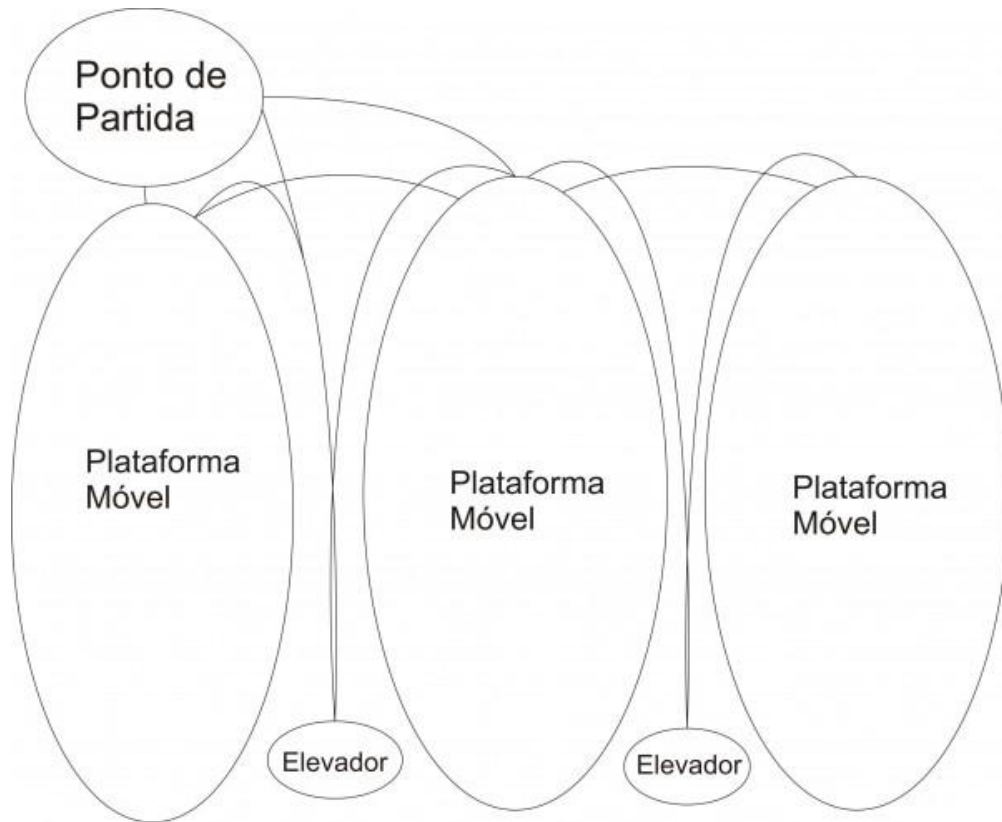 Ponto de
Partida
Plataforma
Móvel
Plataforma
Móvel
Plataforma
Móvel
Elevador
Elevador